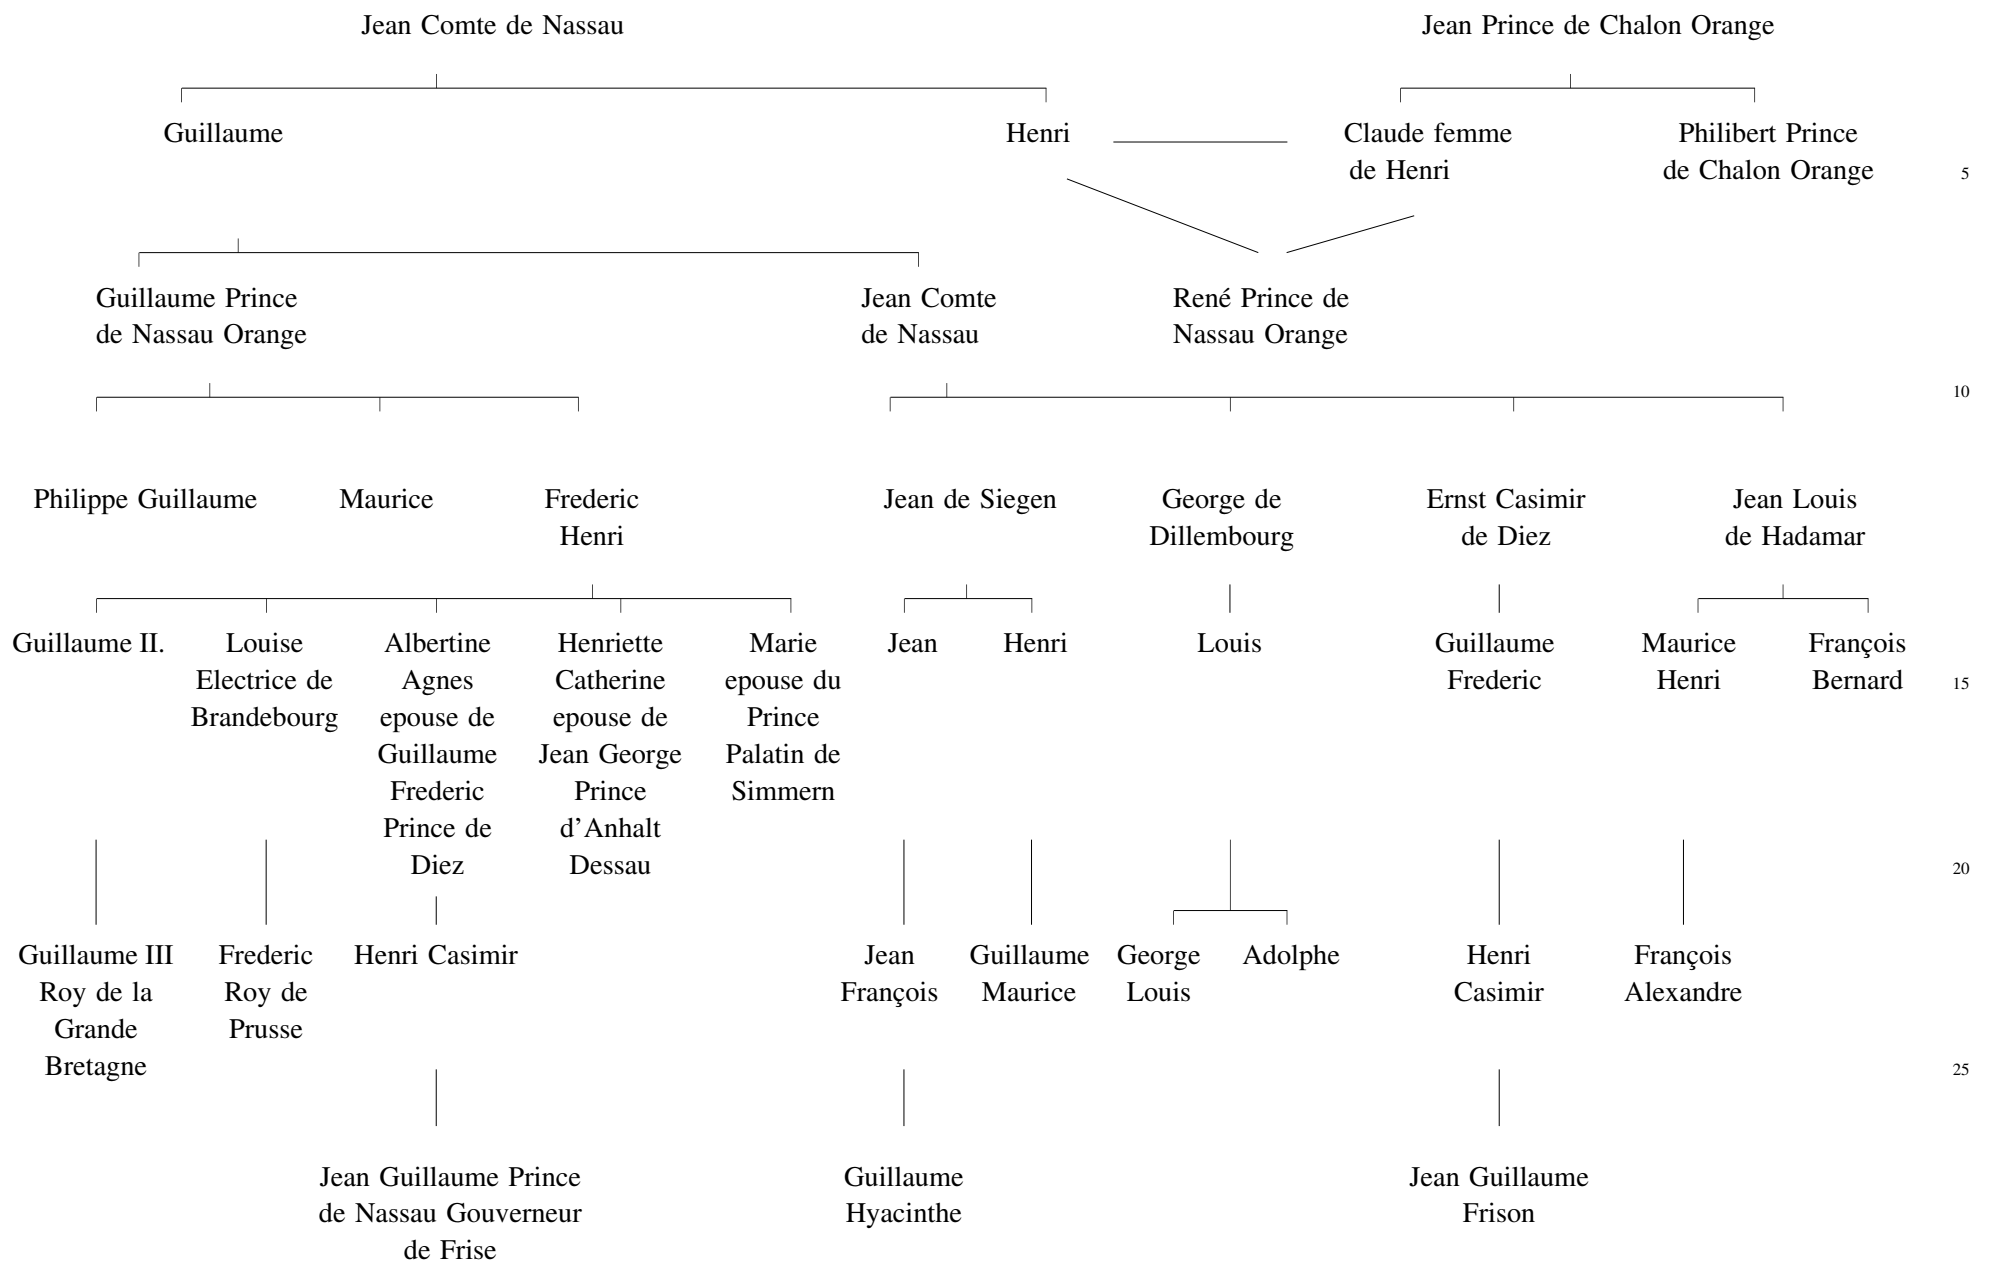 Jean Comte de Nassau Jean Prince de Chalon Orange
Guillaume Henri Claude femme Philibert Prince
de Henri de Chalon Orange 5
Guillaume Prince Jean Comte René Prince de
de Nassau Orange de Nassau Nassau Orange
10
Philippe Guillaume Maurice Frederic Jean de Siegen George de Ernst Casimir Jean Louis
Henri Dillembourg de Diez de Hadamar
Guillaume II. Louise Albertine Henriette Marie Jean Henri Louis Guillaume Maurice François
Electrice de Agnes Catherine epouse du Frederic Henri Bernard 15
Brandebourg epouse de epouse de Prince
Guillaume Jean George Palatin de
Frederic Prince Simmern
Prince de d'Anhalt
Diez Dessau 20
Guillaume III Frederic Henri Casimir Jean Guillaume George Adolphe Henri François
Roy de la Roy de François Maurice Louis Casimir Alexandre
Grande Prusse
Bretagne 25
Jean Guillaume Prince Guillaume Jean Guillaume
de Nassau Gouverneur Hyacinthe Frison
de Frise